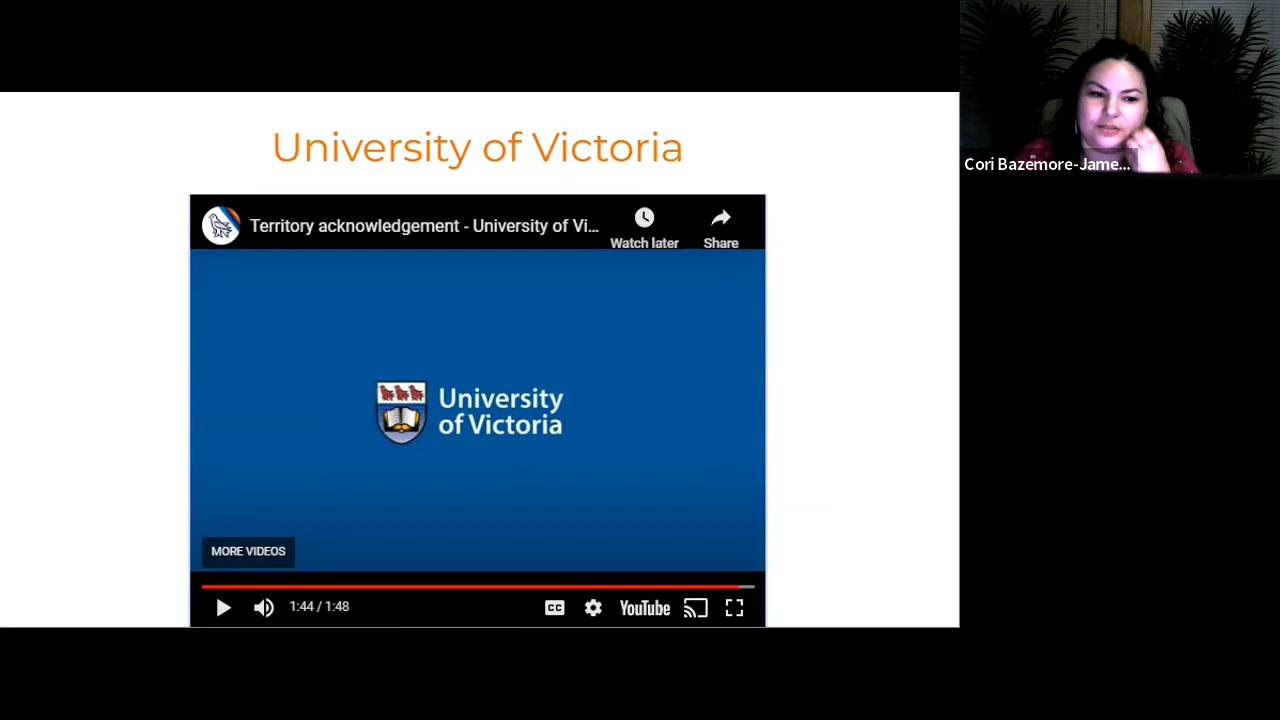 University of Victoria
Cori Bazemore-Jame...
Territory acknowledgement - University of Vi...
Watch later
Share
University
of Victoria
MORE VIDEOS
1:44 / 1:48
CC
YouTube